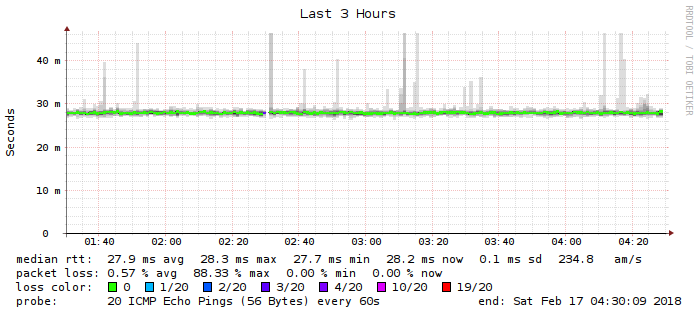 Last 3 Hours
RRDTOOL / TOBI OETIKER
Seconds
40 m
30 m
20 m
10 m
0
01:40 02:00 02:20 02:40 03:00 03:20 03:40 04:00 04:20
median rtt: 27.9 ms avg 28.3 ms max 27.7 ms min 28.2 ms now 0.1 ms sd 234.8 am/s
packet loss: 0.57 % avg 88.33 % max 0.00 % min 0.00 % now
loss color: 0 1/20 2/20 3/20 4/20 10/20 19/20
probe: 20 ICMP Echo Pings (56 Bytes) every 60s end: Sat Feb 17 04:30:09 2018